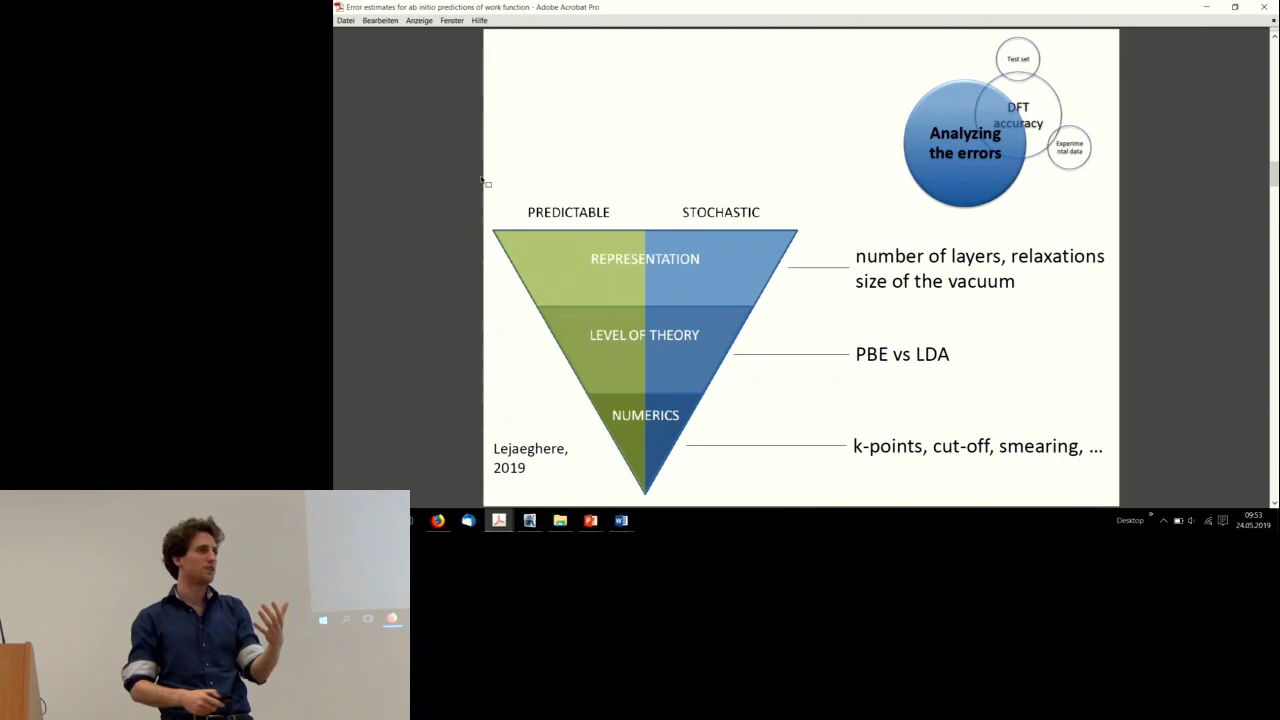 Error estimates for ab initio predictions of work function - Adobe Acrobat Pro
Datei Bearbeiten Anzeige Fenster Hilfe
Test set
DFT
accuracy
Analyzing
the errors
Experime
ntal data
PREDICTABLE STOCHASTIC
REPRESENTATION
number of layers, relaxations
size of the vacuum
LEVEL OF THEORY
PBE vs LDA
NUMERICS
k-points, cut-off, smearing, ...
Lejaeghere,
2019
Desktop
09:53
24.05.2019